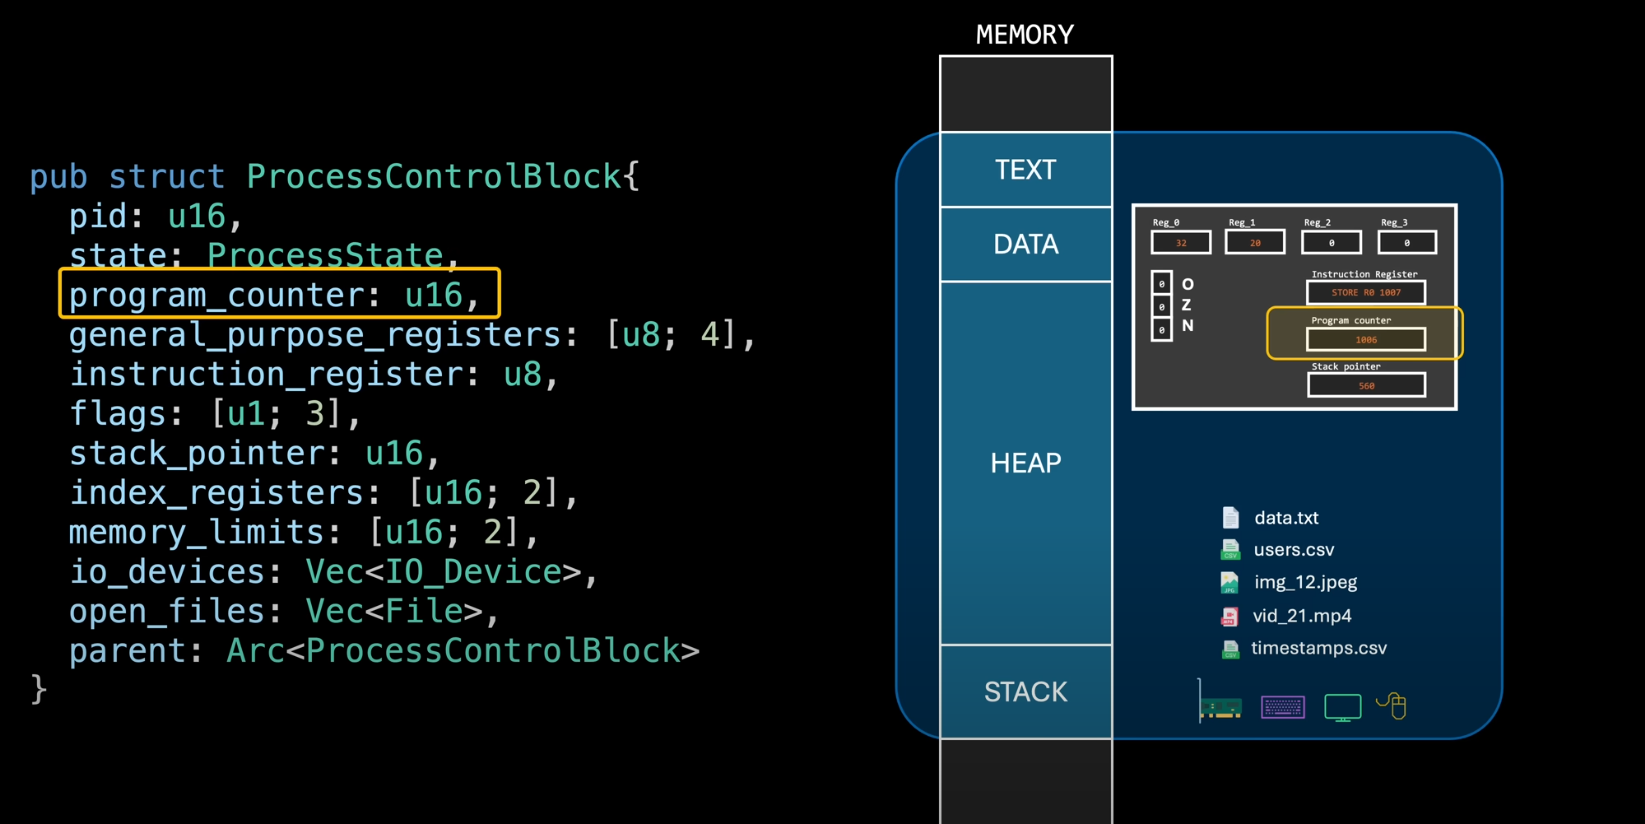 pub struct ProcessControlBlock{
pid: u16,
state: ProcessState,
program_counter: u16,
general_purpose_registers: [u8; 4],
instruction_register: u8,
flags: [u1; 3],
stack_pointer: u16,
index_registers: [u16; 2],
memory_limits: [u16; 2],
io_devices: Vec<IO_Device>,
open_files: Vec<File>,
parent: Arc<ProcessControlBlock>
}
MEMORY
TEXT
DATA
HEAP
STACK
Reg_0 Reg_1 Reg_2 Reg_3
32 20 0 0
0 O
0 Z
0 N
Instruction Register
STORE R0 1007
Program counter
1006
Stack pointer
560
data.txt
users.csv
img_12.jpeg
vid_21.mp4
timestamps.csv